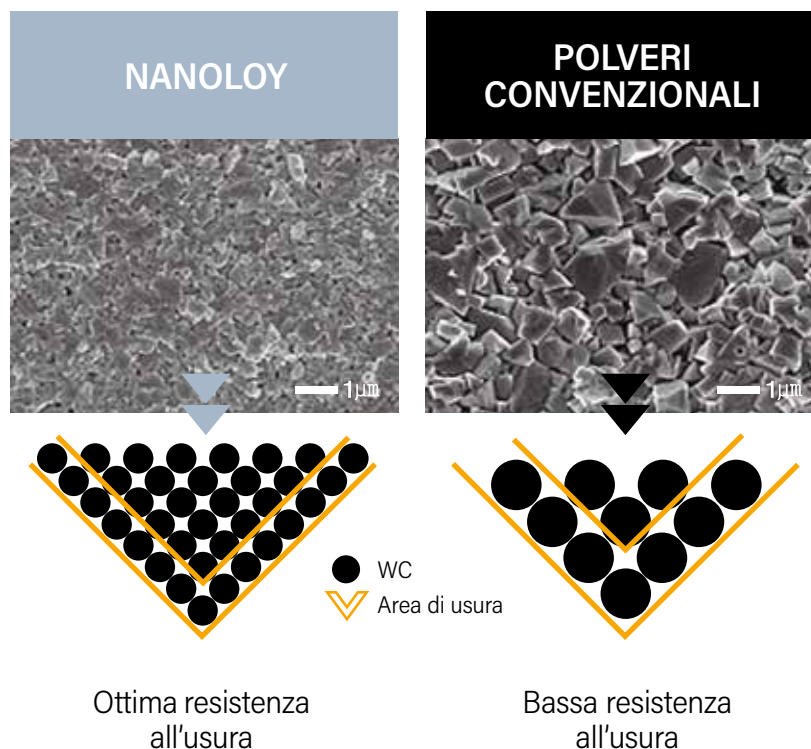 NANOLOY
POLVERI
CONVENZIONALI
1μm
1μm
WC
Area di usura
Ottima resistenza
all'usura
Bassa resistenza
all'usura